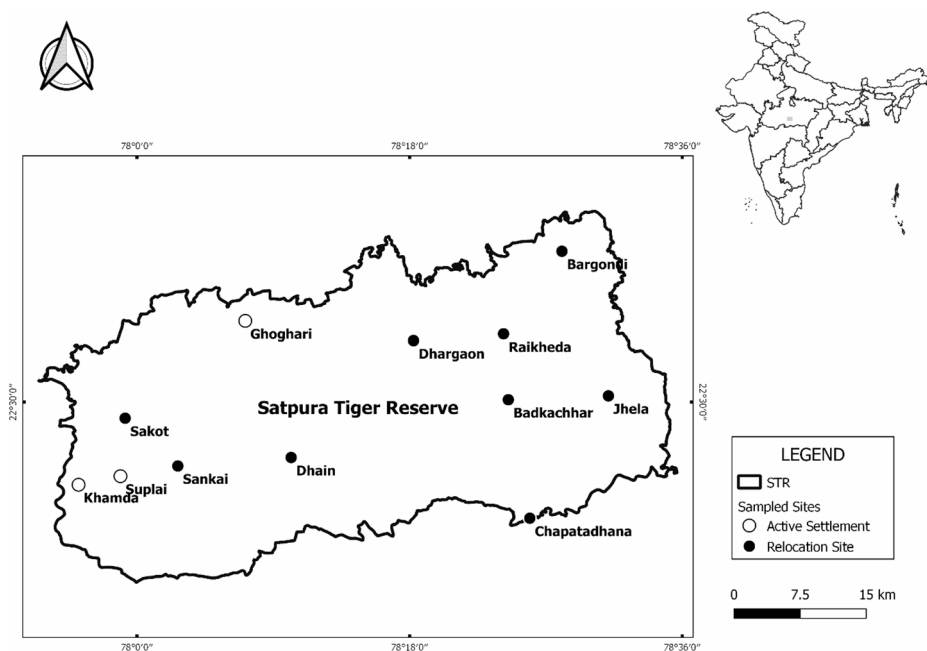 78°0′0″
78°18′0″
78°36′0″
Bargondi
Ghoghari
Dhargaon
Raikheda
22°30′0″
22°30′0″
Satpura Tiger Reserve
Badkachhar
Jhela
Sakot
Dhain
Sankai
Suplai
Khamda
Chapatadhana
LEGEND
STR
Sampled Sites
Active Settlement
Relocation Site
0 7.5 15 km
78°0′0″
78°18′0″
78°36′0″